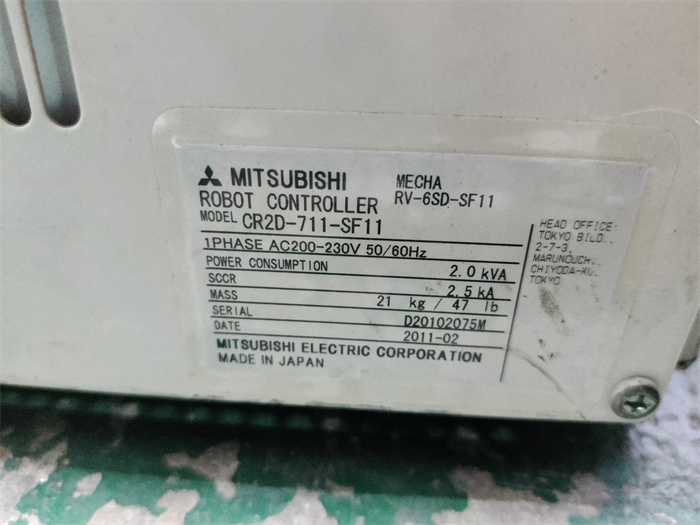 MITSUBISHI
ROBOT CONTROLLER
MECHA
RV-6SD-SF11
MODEL CR2D-711-SF11
1PHASE AC200-230V 50/60Hz
POWER CONSUMPTION 2.0 kVA
SCCR 2.5 kA
MASS 21 kg / 47 lb
SERIAL D20102075M
DATE 2011-02
MITSUBISHI ELECTRIC CORPORATION
MADE IN JAPAN
HEAD OFFICE:
TOKYO BILD.,
2-7-3,
MARUNOUCHI,
CHIYODA-KU,
TOKYO